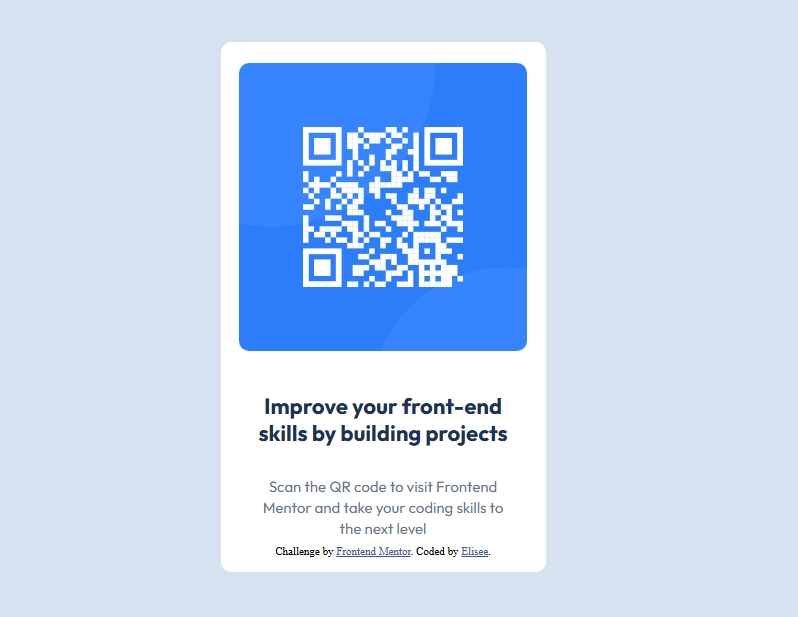 Improve your front-end
skills by building projects
Scan the QR code to visit Frontend
Mentor and take your coding skills to
the next level
Challenge by Frontend Mentor. Coded by Elisee.